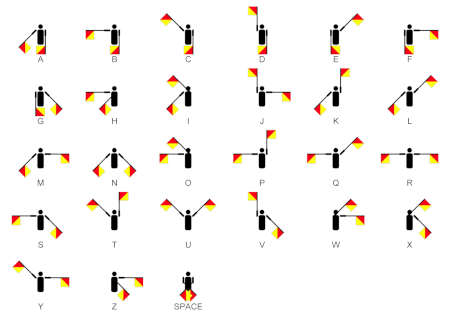 A B C D E F
G H I J K L
M N O P Q R
S T U V W X
Y Z SPACE